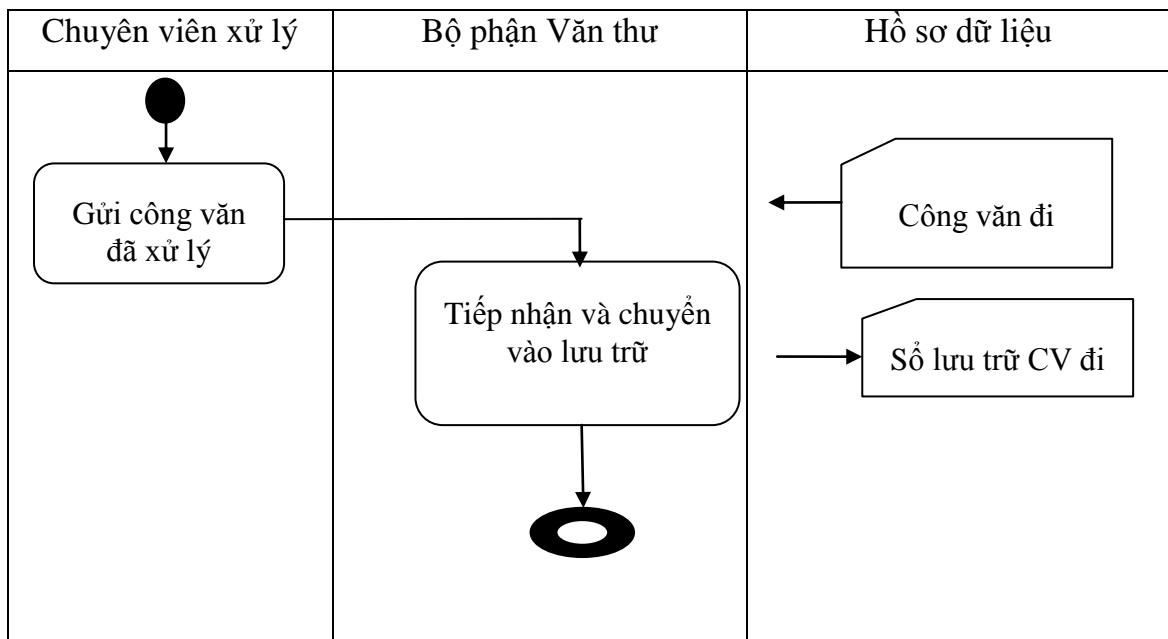 Chuyên viên xử lý
Bộ phận Văn thư
Hồ sơ dữ liệu
Gửi công văn
đã xử lý
Công văn đi
Tiếp nhận và chuyển
vào lưu trữ
Sổ lưu trữ CV đi